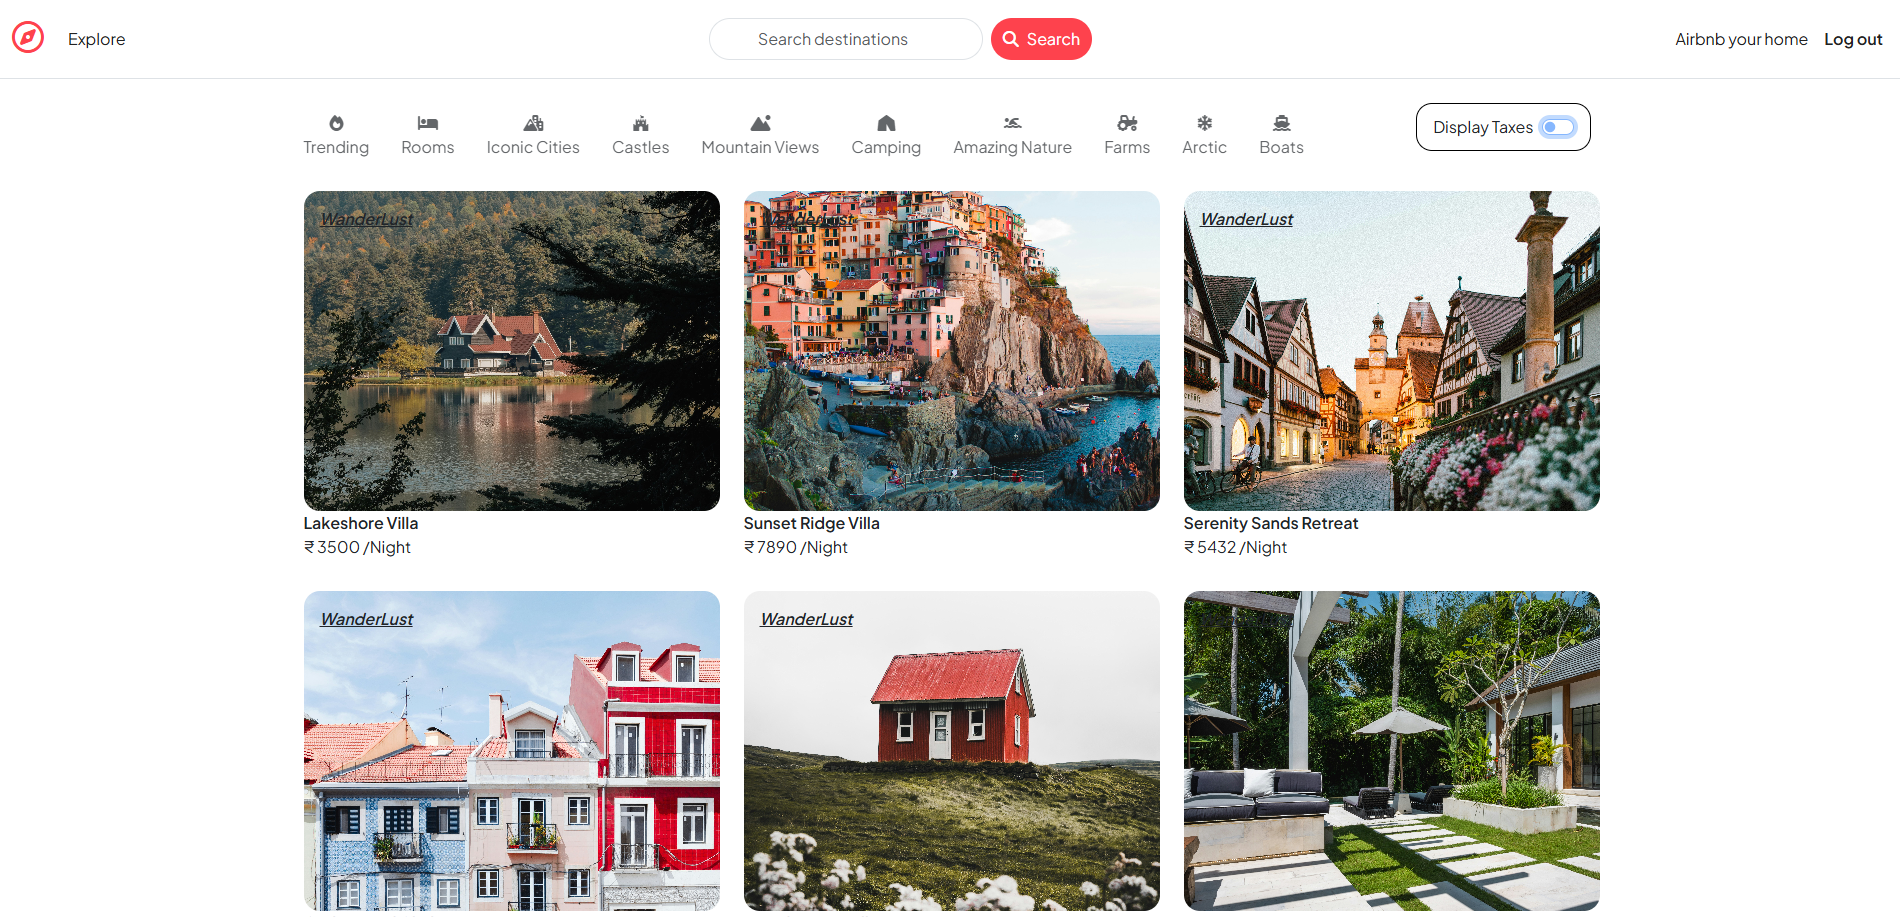 Explore
Search destinations
Search
Airbnb your home
Log out
Trending
Rooms
Iconic Cities
Castles
Mountain Views
Camping
Amazing Nature
Farms
Arctic
Boats
Display Taxes
WanderLust
WanderLust
WanderLust
Lakeshore Villa
₹ 3500 /Night
Sunset Ridge Villa
₹ 7890 /Night
Serenity Sands Retreat
₹ 5432 /Night
WanderLust
WanderLust